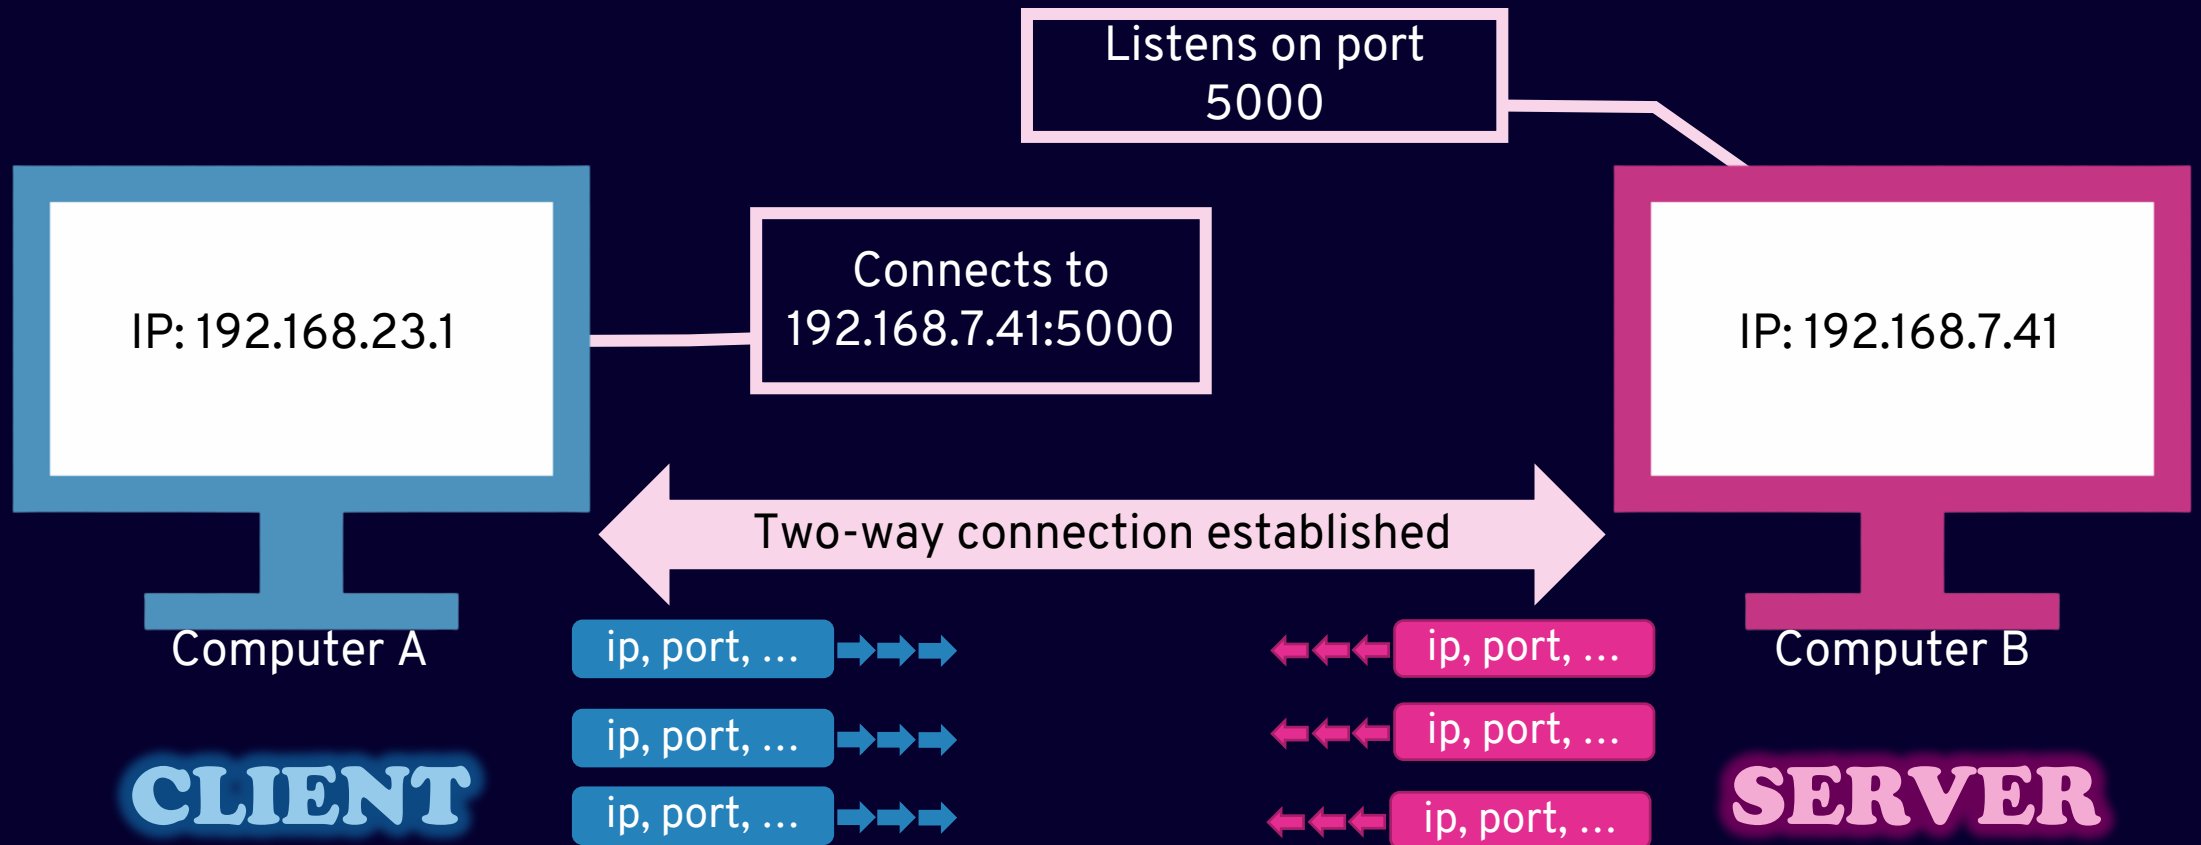 Listens on port
5000
IP: 192.168.23.1
Connects to
192.168.7.41:5000
IP: 192.168.7.41
Two-way connection established
Computer A
Computer B
ip, port, ...
ip, port, ...
ip, port, ...
ip, port, ...
ip, port, ...
ip, port, ...
CLIENT
SERVER